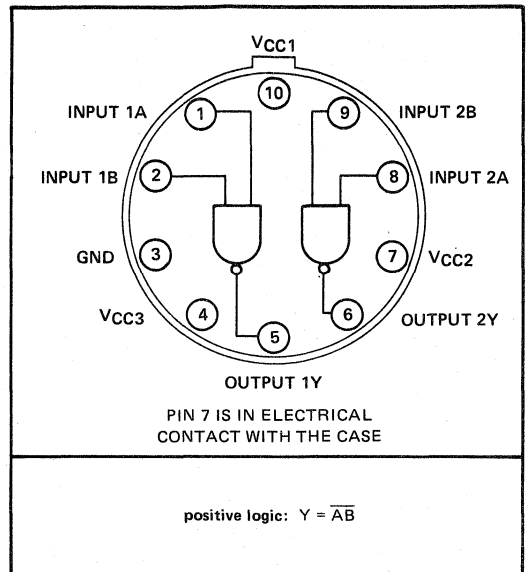 VCC1
10
INPUT 1A 1 9 INPUT 2B
INPUT 1B 2 8 INPUT 2A
GND 3 7 VCC2
VCC3 4 6 OUTPUT 2Y
5
OUTPUT 1Y
PIN 7 IS IN ELECTRICAL
CONTACT WITH THE CASE
positive logic: Y = A̅B̅